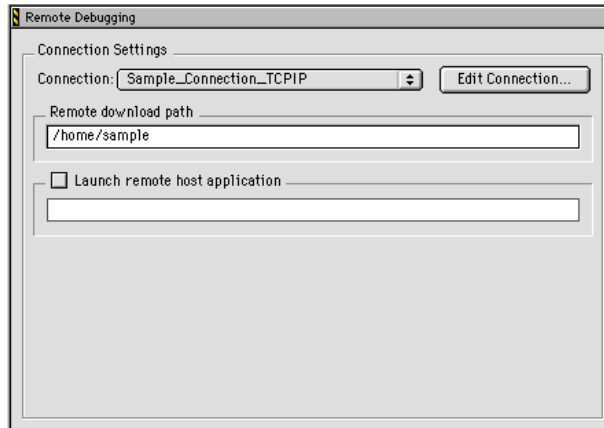 Remote Debugging
Connection Settings
Connection: Sample_Connection_TCPIP Edit Connection...
Remote download path
/home/sample
Launch remote host application